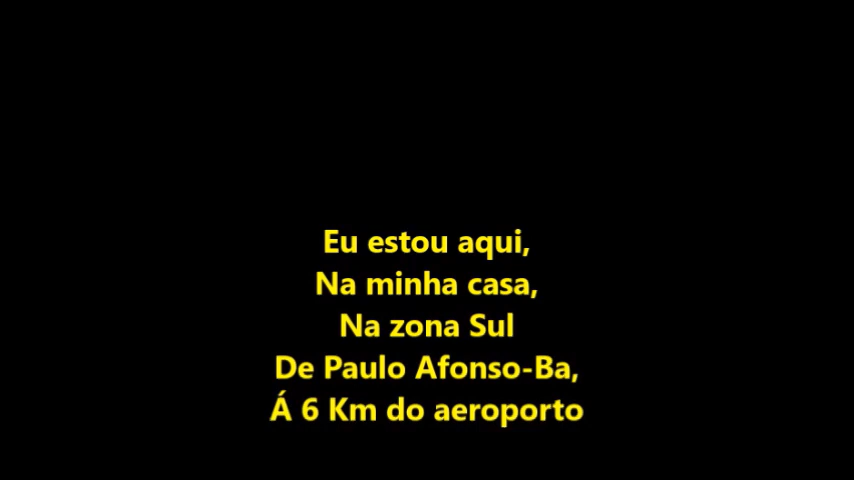 Eu estou aqui,
Na minha casa,
Na zona Sul
De Paulo Afonso-Ba,
Á 6 Km do aeroporto